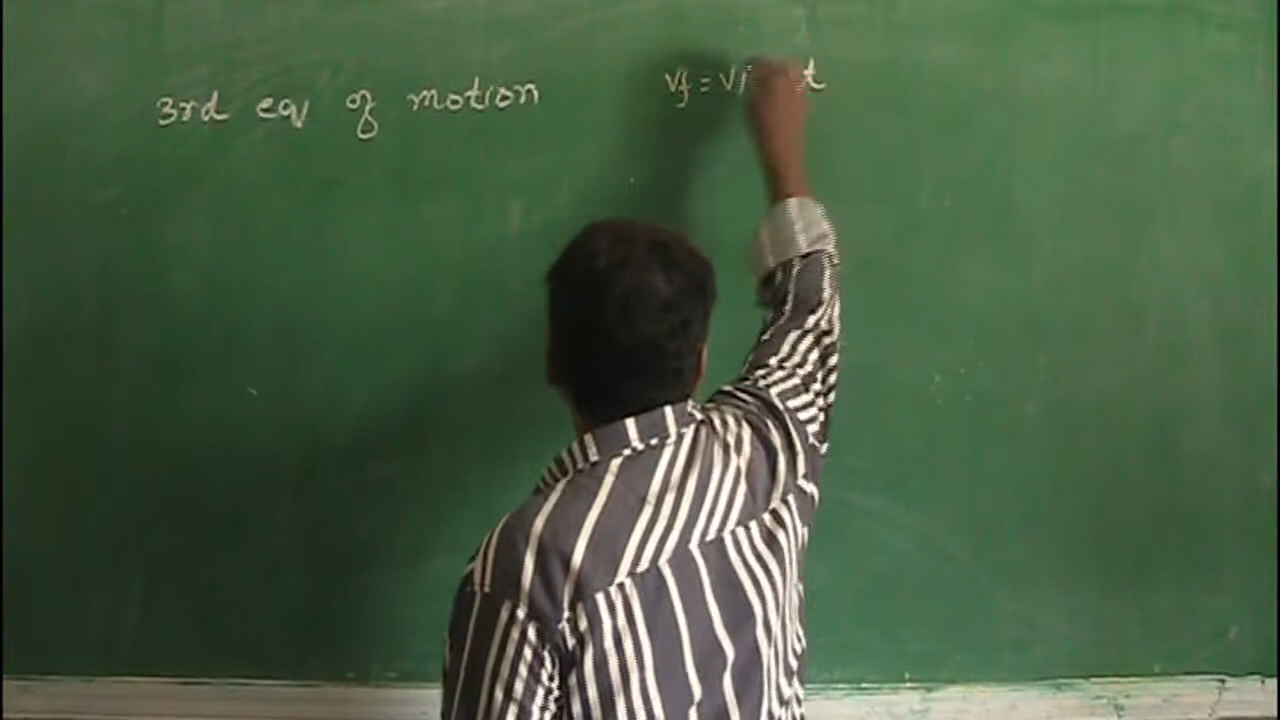 3rd eq of motion
Vf = Vi t